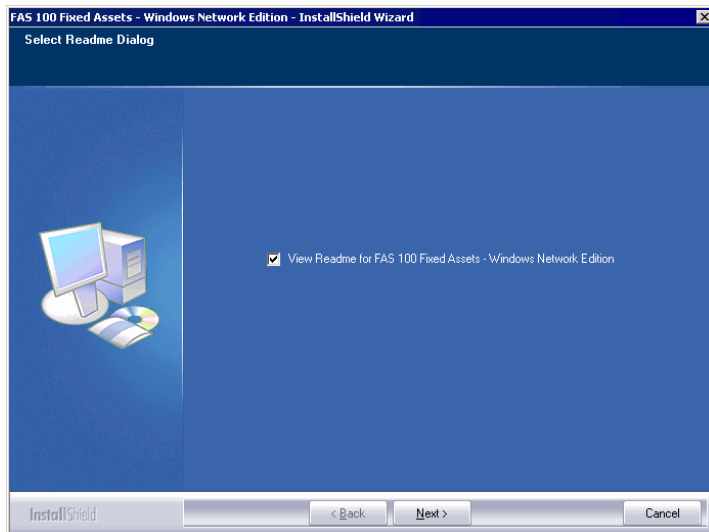 FAS 100 Fixed Assets - Windows Network Edition - InstallShield Wizard
Select Readme Dialog
View Readme for FAS 100 Fixed Assets - Windows Network Edition
InstallShield
< Back
Next >
Cancel